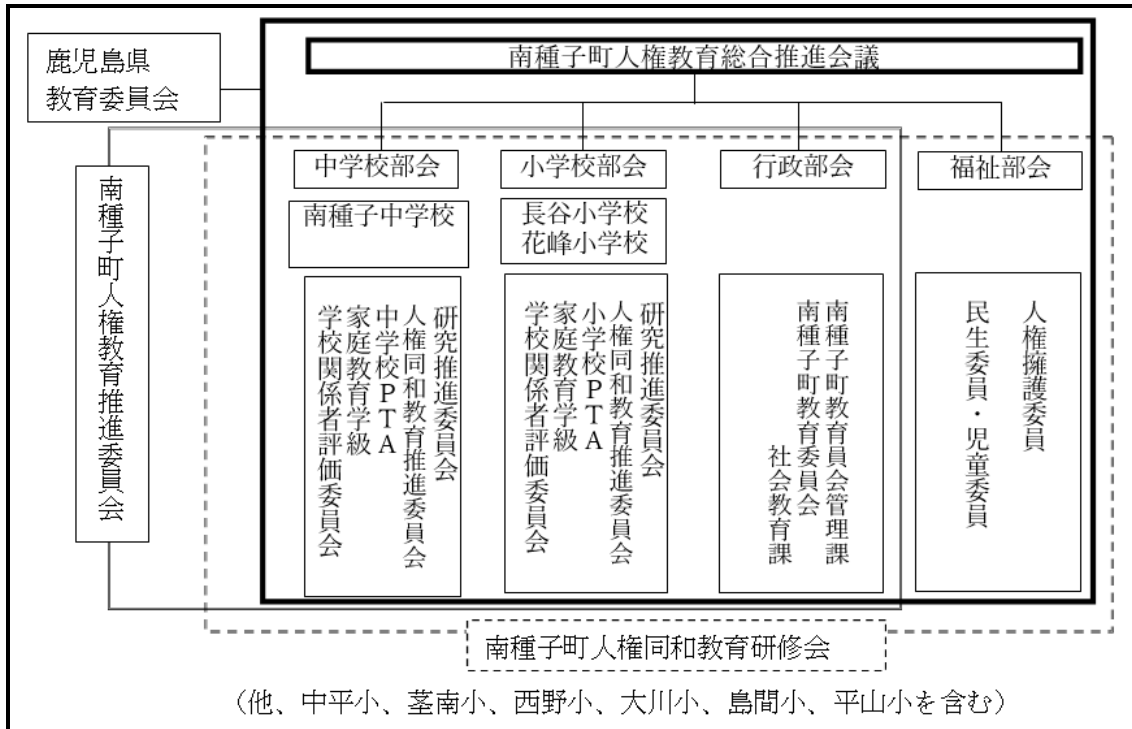 鹿児島県
教育委員会
南種子町人権教育総合推進会議
南種子町人権教育推進委員会
中学校部会
南種子中学校
研究推進委員会
人権同和教育推進委員会
中学校PTA
家庭教育学級
学校関係者評価委員会
小学校部会
長谷小学校
花峰小学校
研究推進委員会
人権同和教育推進委員会
小学校PTA
家庭教育学級
学校関係者評価委員会
行政部会
南種子町教育員会管理課
南種子町教育委員会
社会教育課
福祉部会
人権擁護委員
民生委員・児童委員
南種子町人権同和教育研修会
(他、中平小、茎南小、西野小、大川小、島間小、平山小を含む)